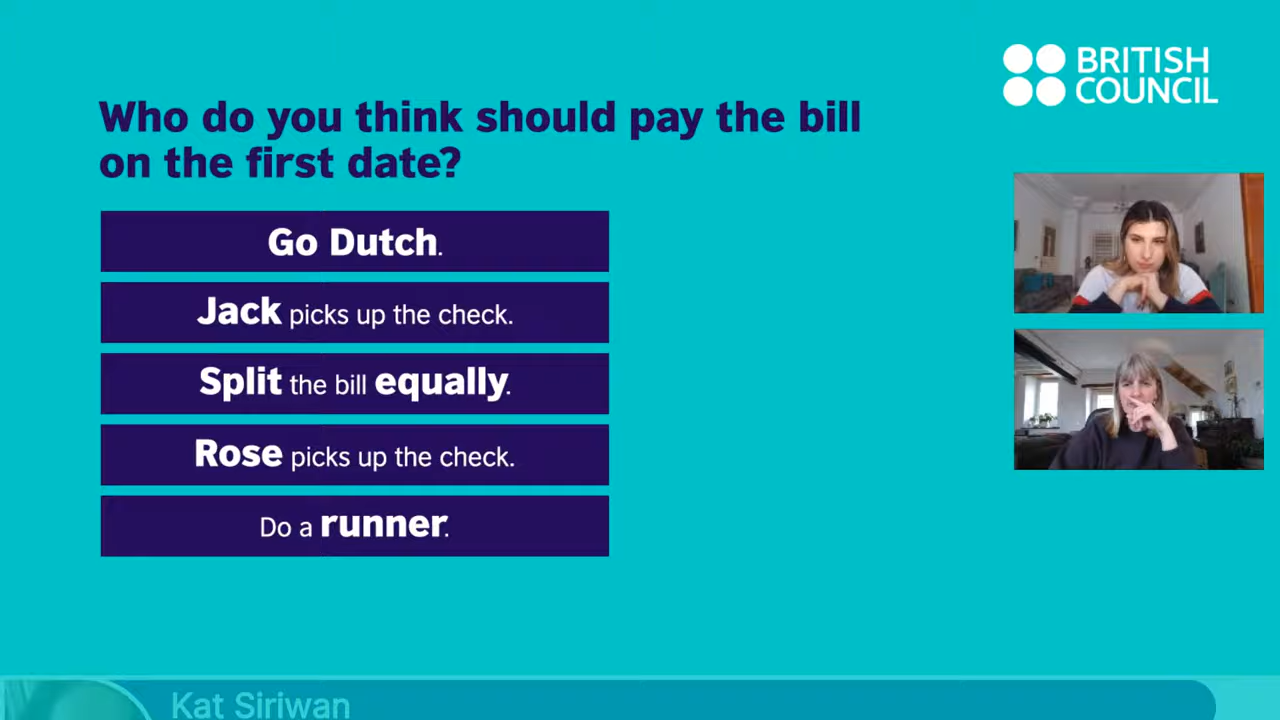 BRITISH
COUNCIL
Who do you think should pay the bill
on the first date?
Go Dutch.
Jack picks up the check.
Split the bill equally.
Rose picks up the check.
Do a runner.
Kat Siriwan